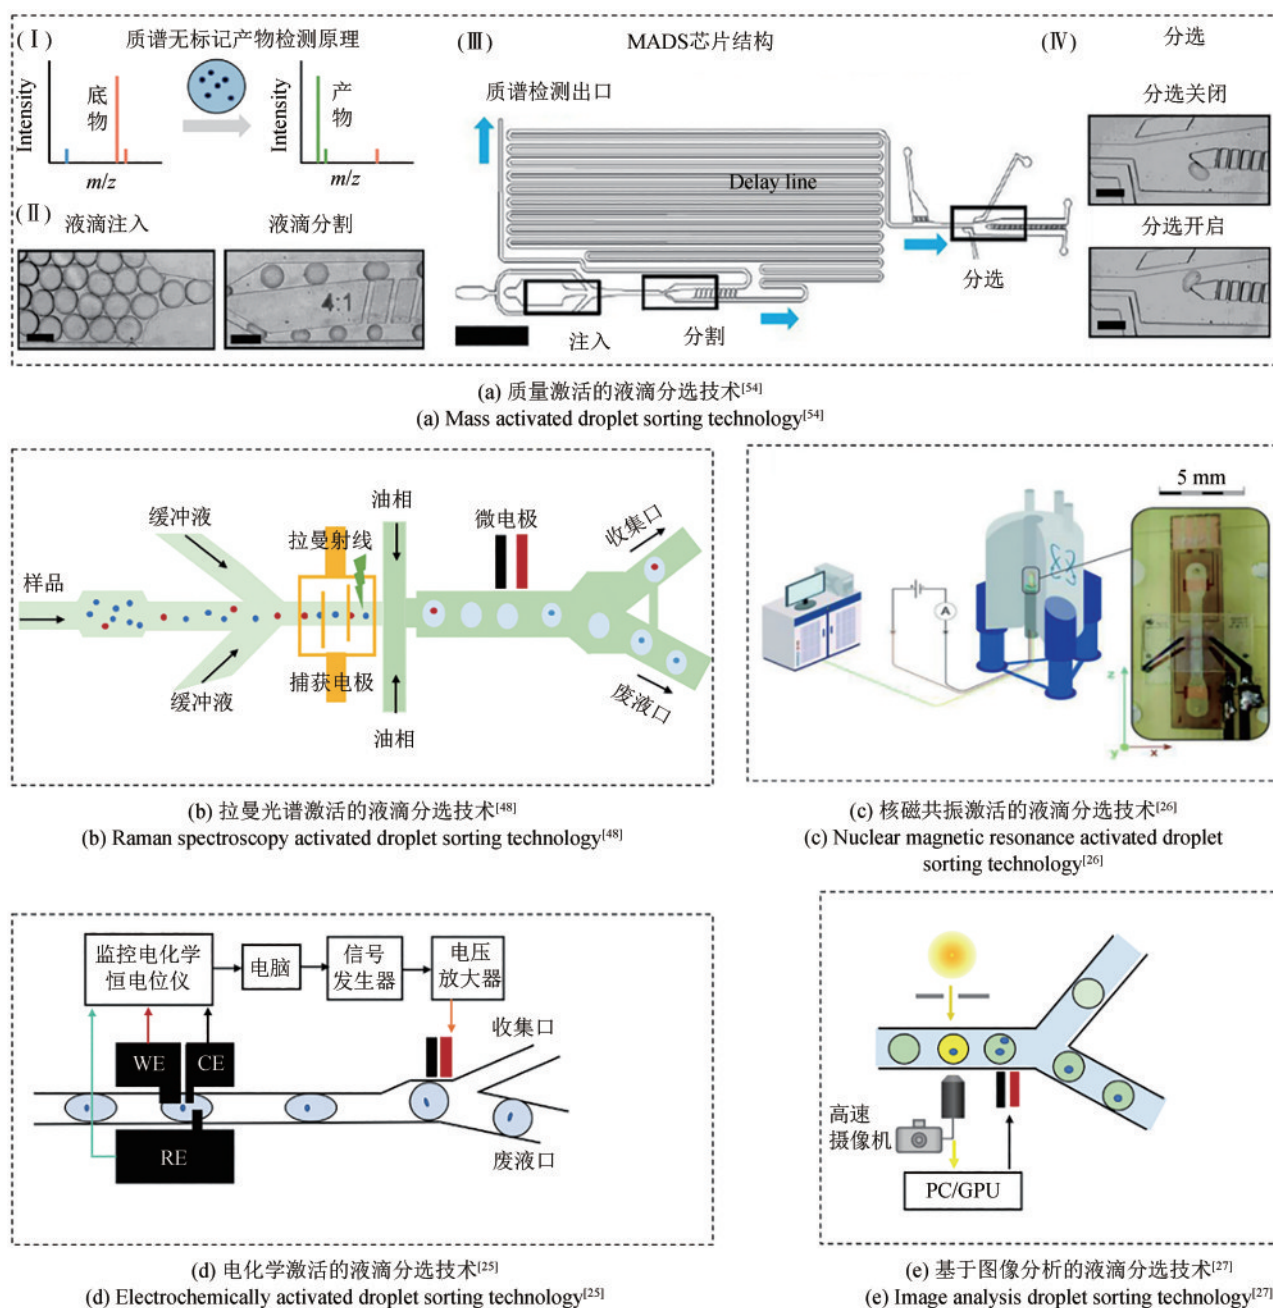 (Ⅰ)
质谱无标记产物检测原理
Intensity
底物
m/z
Intensity
产物
m/z
(Ⅱ)
液滴注入
液滴分割
4:1
(Ⅲ)
MADS芯片结构
质谱检测出口
Delay line
分选
注入
分割
(Ⅳ)
分选
分选关闭
分选开启
(a) 质量激活的液滴分选技术[54]
(a) Mass activated droplet sorting technology[54]
样品
缓冲液
缓冲液
拉曼射线
捕获电极
油相
油相
微电极
收集口
废液口
(b) 拉曼光谱激活的液滴分选技术[48]
(b) Raman spectroscopy activated droplet sorting technology[48]
A
5 mm
z
y
x
(c) 核磁共振激活的液滴分选技术[26]
(c) Nuclear magnetic resonance activated droplet
sorting technology[26]
监控电化学
恒电位仪
电脑
信号
发生器
电压
放大器
WE
CE
RE
收集口
废液口
(d) 电化学激活的液滴分选技术[25]
(d) Electrochemically activated droplet sorting technology[25]
高速
摄像机
PC/GPU
(e) 基于图像分析的液滴分选技术[27]
(e) Image analysis droplet sorting technology[27]